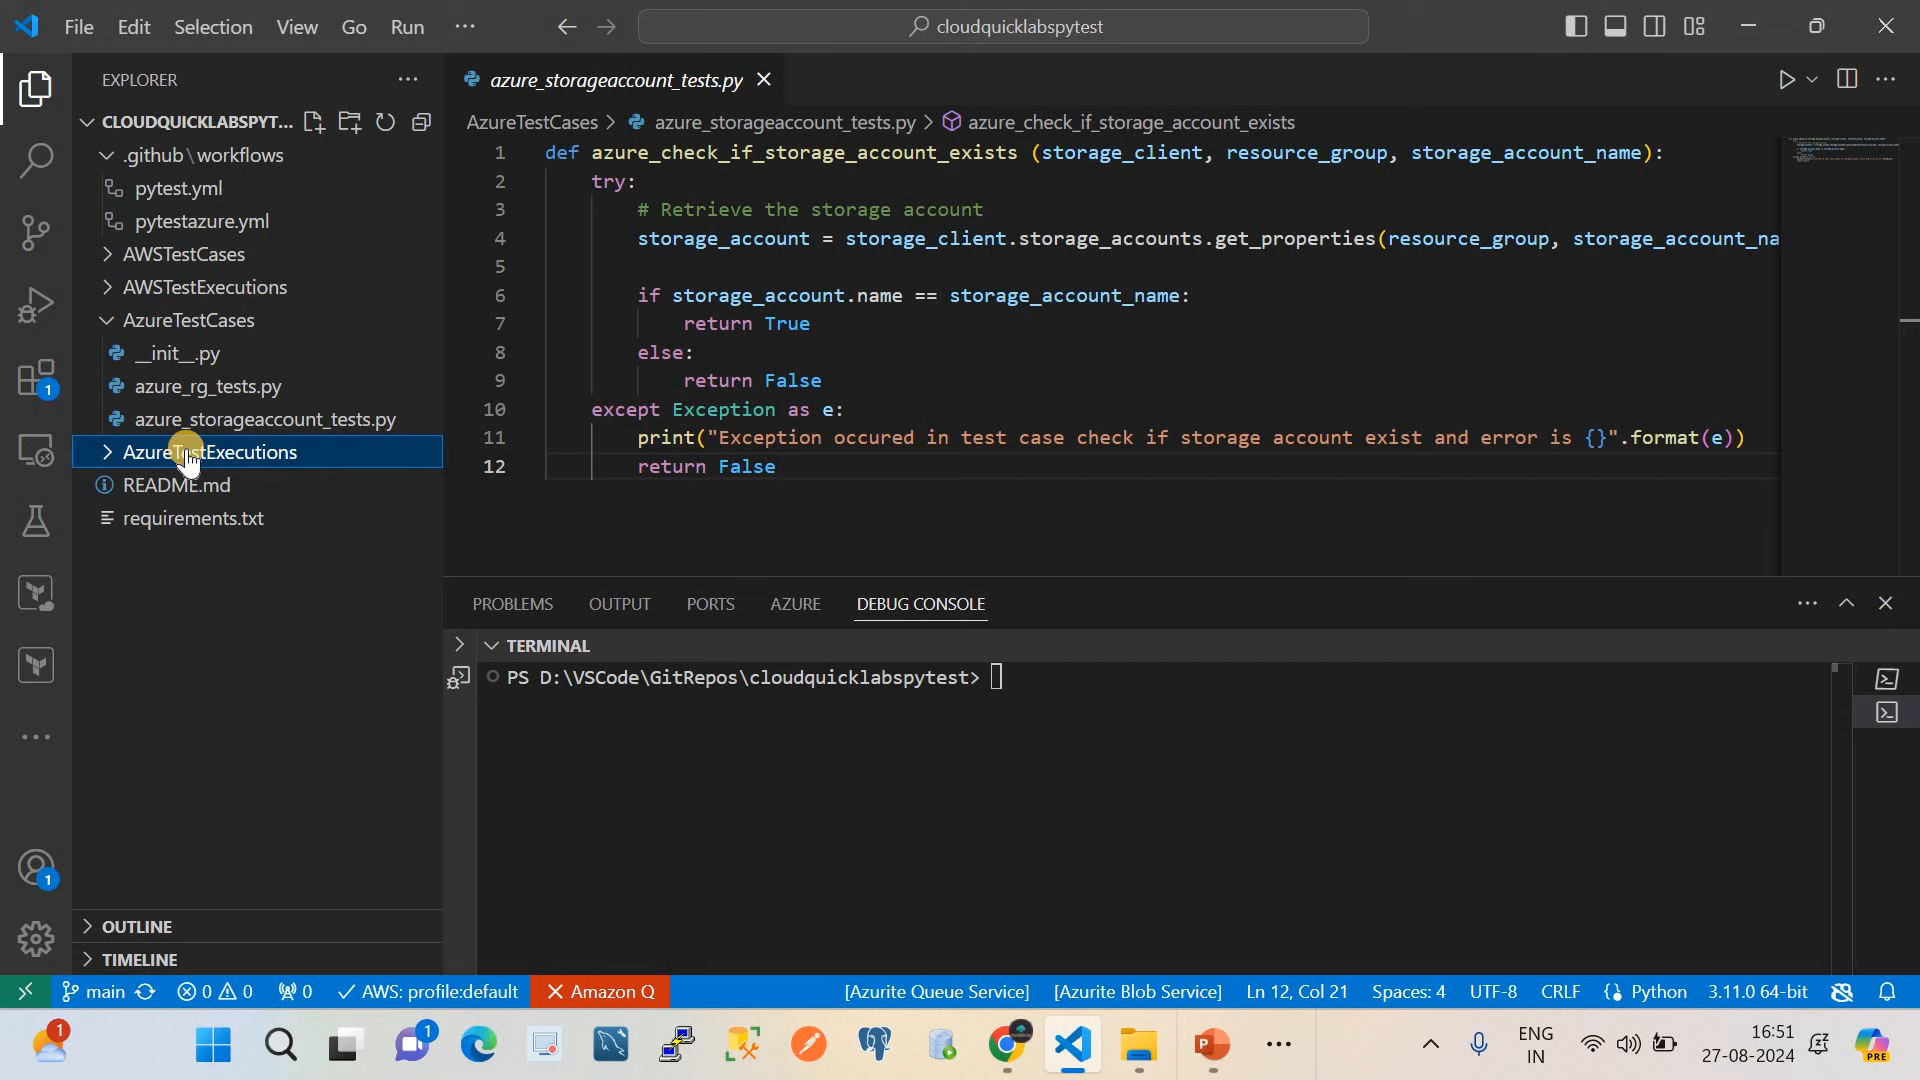 File Edit Selection View Go Run ···
cloudquicklabspytest
EXPLORER
CLOUDQUICKLABSPYT...
.github\workflows
pytest.yml
pytestazure.yml
AWSTestCases
AWSTestExecutions
AzureTestCases
__init__.py
azure_rg_tests.py
azure_storageaccount_tests.py
AzureTestExecutions
README.md
requirements.txt
OUTLINE
TIMELINE
azure_storageaccount_tests.py
AzureTestCases > azure_storageaccount_tests.py > azure_check_if_storage_account_exists
1 def azure_check_if_storage_account_exists (storage_client, resource_group, storage_account_name):
2 try:
3 # Retrieve the storage account
4 storage_account = storage_client.storage_accounts.get_properties(resource_group, storage_account_na
5
6 if storage_account.name == storage_account_name:
7 return True
8 else:
9 return False
10 except Exception as e:
11 print("Exception occured in test case check if storage account exist and error is {}".format(e))
12 return False
PROBLEMS OUTPUT PORTS AZURE DEBUG CONSOLE
TERMINAL
PS D:\VSCode\GitRepos\cloudquicklabspytest>
1
1
main 0 0 0 AWS: profile:default Amazon Q [Azurite Queue Service] [Azurite Blob Service] Ln 12, Col 21 Spaces: 4 UTF-8 CRLF Python 3.11.0 64-bit
1
1
ENG
IN
16:51
27-08-2024
PRE